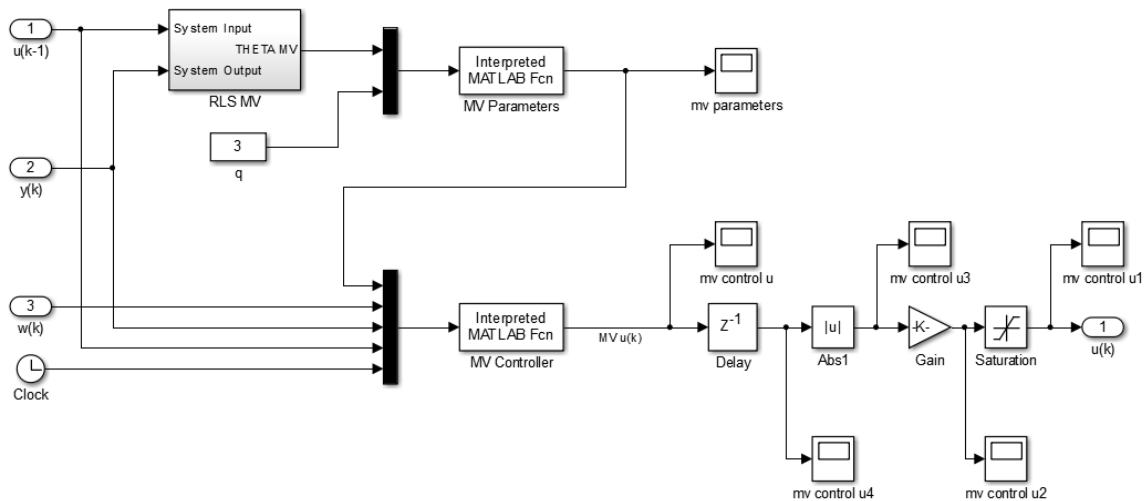 1
u(k-1)
System Input
THETA MV
System Output
RLS MV
Interpreted
MATLAB Fcn
MV Parameters
mv parameters
3
q
2
y(k)
3
w(k)
Clock
Interpreted
MATLAB Fcn
MV Controller
MV u(k)
mv control u
Z-1
Delay
|u|
Abs1
mv control u3
-K-
Gain
Saturation
mv control u1
1
u(k)
mv control u4
mv control u2